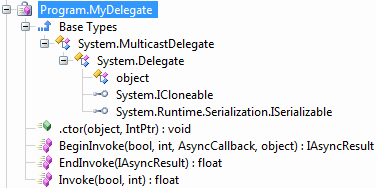 Program.MyDelegate
Base Types
System.MulticastDelegate
System.Delegate
object
System.ICloneable
System.Runtime.Serialization.ISerializable
.ctor(object, IntPtr) : void
BeginInvoke(bool, int, AsyncCallback, object) : IAsyncResult
EndInvoke(IAsyncResult) : float
Invoke(bool, int) : float